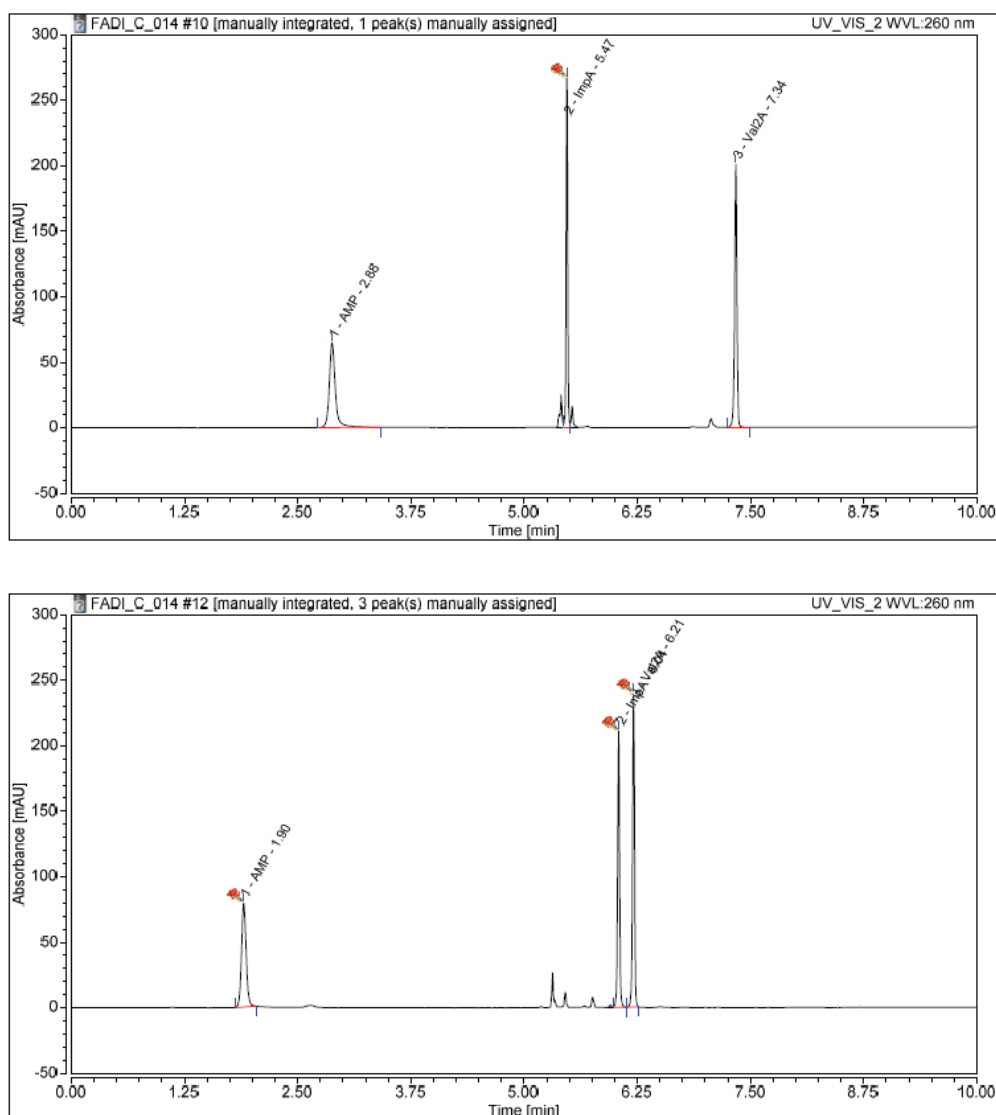 FADI_C_014 #10 [manually integrated, 1 peak(s) manually assigned] UV_VIS_2 WVL:260 nm
300
250
200
150
100
50
0
-50
Absorbance [mAU]
1 - AMP - 2.88
2 - ImpA - 5.47
3 - Val2A - 7.34
0.00 1.25 2.50 3.75 5.00 6.25 7.50 8.75 10.00
Time [min]
FADI_C_014 #12 [manually integrated, 3 peak(s) manually assigned] UV_VIS_2 WVL:260 nm
300
250
200
150
100
50
0
-50
Absorbance [mAU]
1 - AMP - 1.90
2 - ImpA
6.21
0.00 1.25 2.50 3.75 5.00 6.25 7.50 8.75 10.00
Time [min]